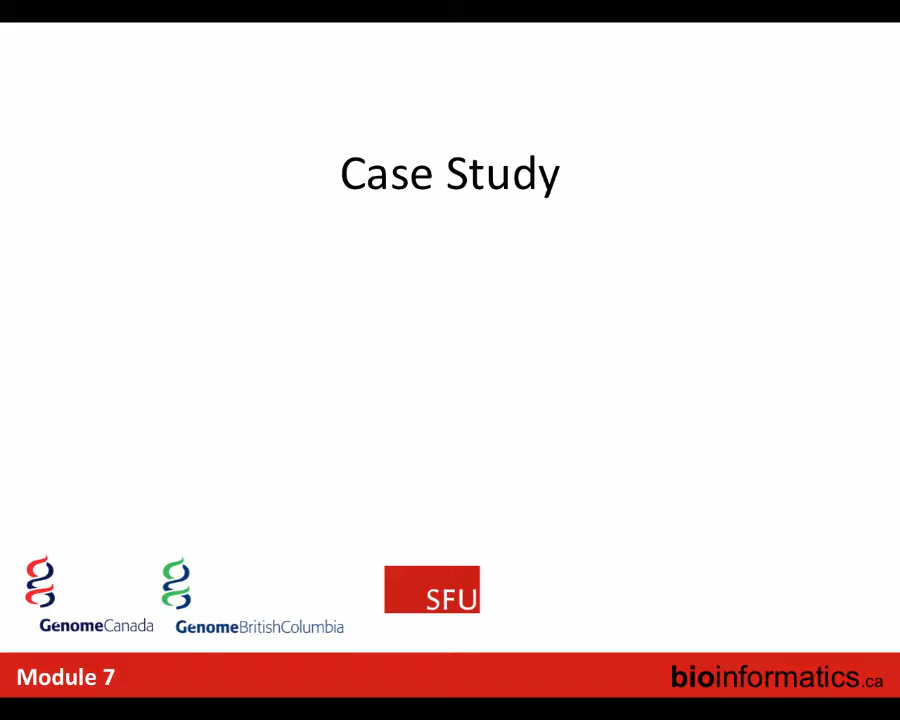 Case Study
GenomeCanada
GenomeBritishColumbia
SFU
Module 7
bioinformatics.ca